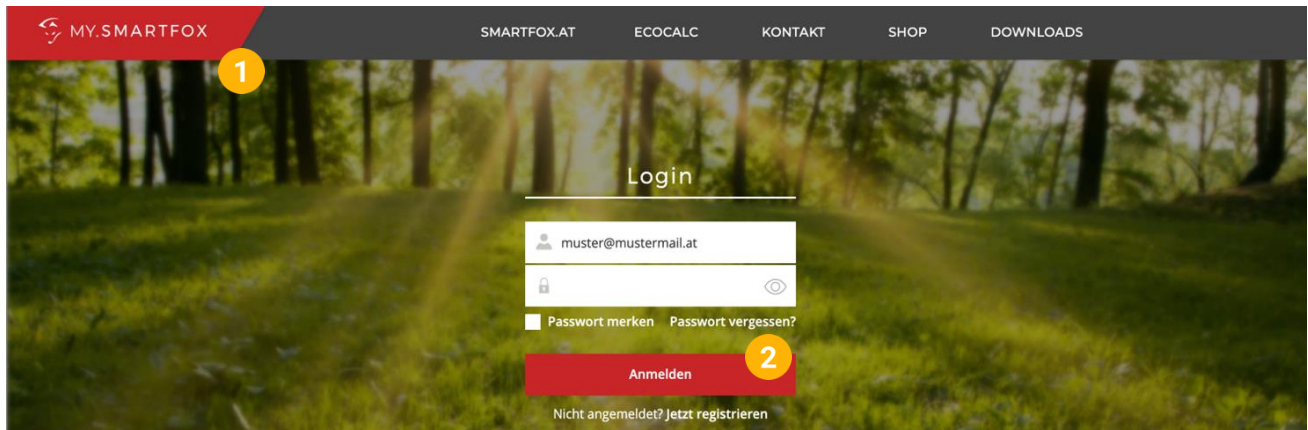 MY.SMARTFOX SMARTFOX.AT ECOCALC KONTAKT SHOP DOWNLOADS
1
Login
muster@mustermail.at
Passwort merken Passwort vergessen?
2
Anmelden
Nicht angemeldet? Jetzt registrieren